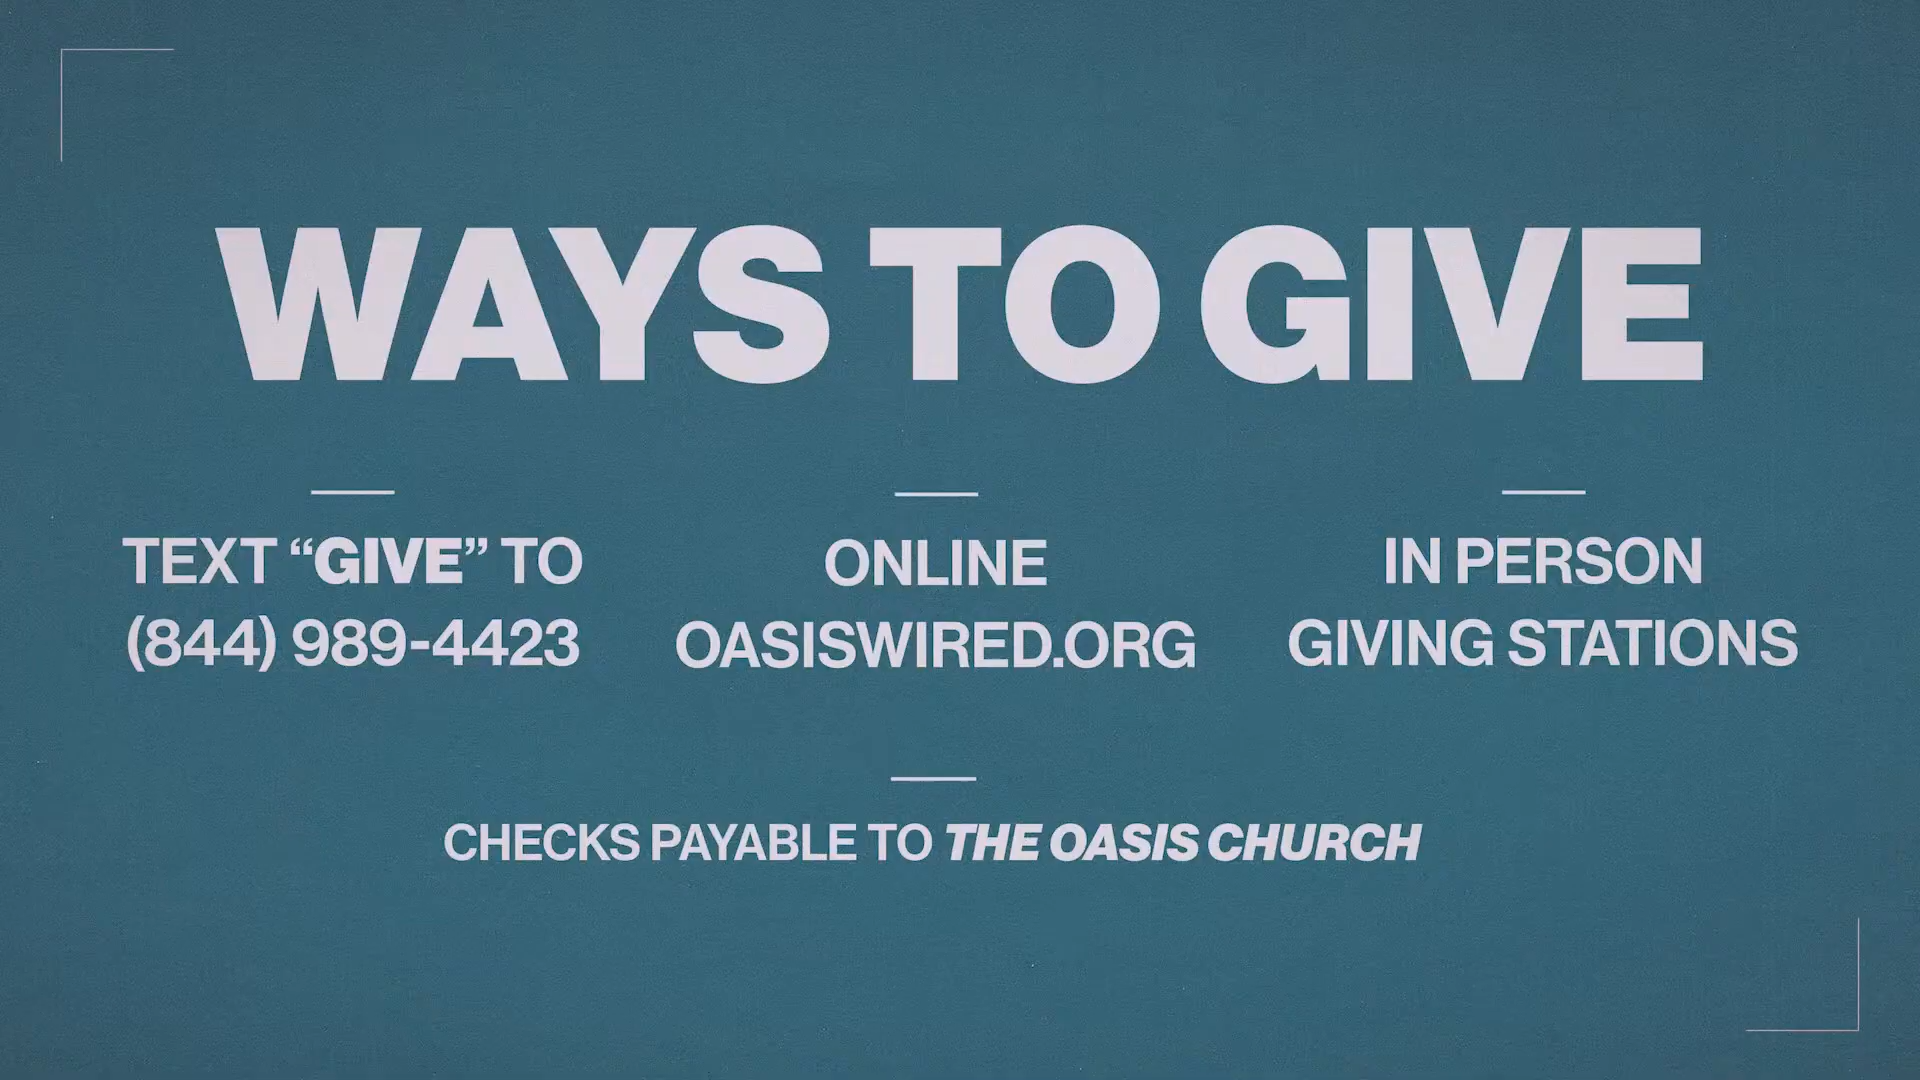 WAYS TO GIVE
TEXT “GIVE” TO
(844) 989-4423
ONLINE
OASISWIRED.ORG
IN PERSON
GIVING STATIONS
CHECKS PAYABLE TO THE OASIS CHURCH